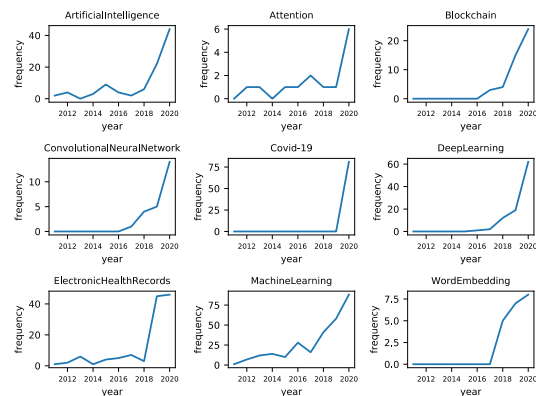 ArtificialIntelligence
frequency
40
20
0
2012 2014 2016 2018 2020
year
Attention
frequency
6
4
2
0
2012 2014 2016 2018 2020
year
Blockchain
frequency
20
10
0
2012 2014 2016 2018 2020
year
ConvolutionalNeuralNetwork
frequency
10
5
0
2012 2014 2016 2018 2020
year
Covid-19
frequency
75
50
25
0
2012 2014 2016 2018 2020
year
DeepLearning
frequency
60
40
20
0
2012 2014 2016 2018 2020
year
ElectronicHealthRecords
frequency
40
20
0
2012 2014 2016 2018 2020
year
MachineLearning
frequency
75
50
25
0
2012 2014 2016 2018 2020
year
WordEmbedding
frequency
7.5
5.0
2.5
0.0
2012 2014 2016 2018 2020
year